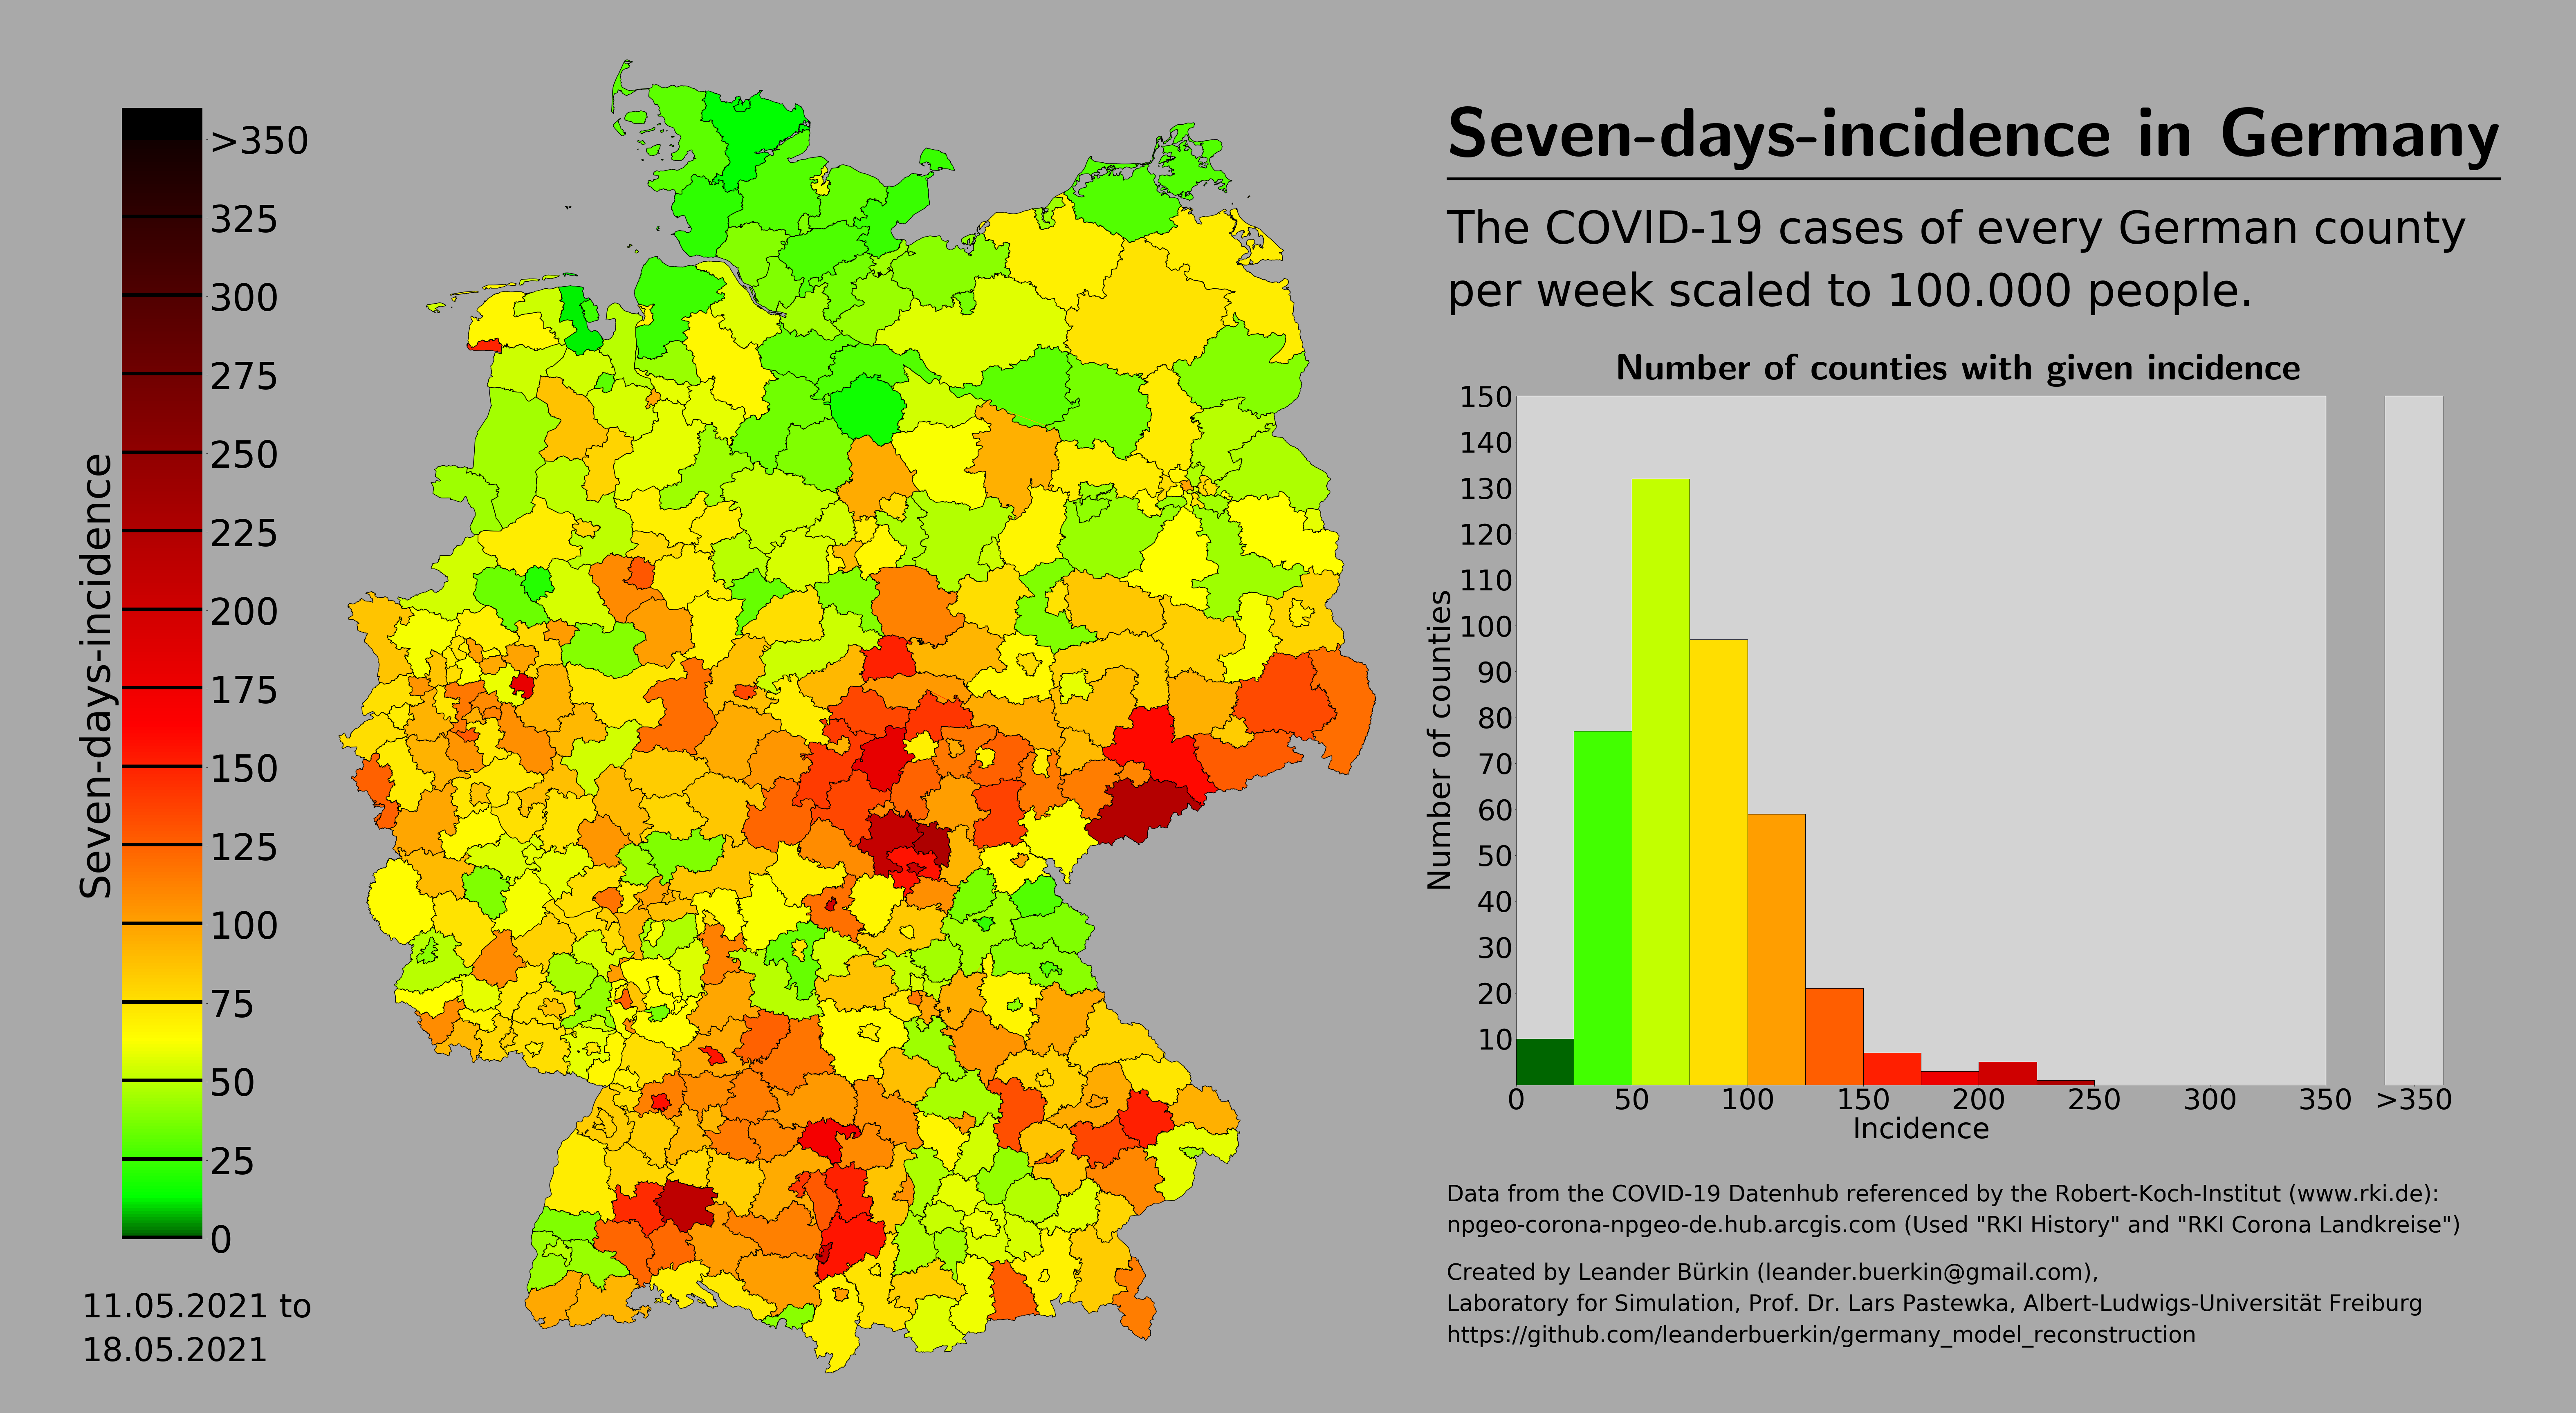 Seven-days-incidence
>350
325
300
275
250
225
200
175
150
125
100
75
50
25
0
11.05.2021 to
18.05.2021
Seven-days-incidence in Germany
The COVID-19 cases of every German county
per week scaled to 100.000 people.
Number of counties with given incidence
Number of counties
150
140
130
120
110
100
90
80
70
60
50
40
30
20
10
0 50 100 150 200 250 300 350 >350
Incidence
Data from the COVID-19 Datenhub referenced by the Robert-Koch-Institut (www.rki.de):
npgeo-corona-npgeo-de.hub.arcgis.com (Used "RKI History" and "RKI Corona Landkreise")
Created by Leander Bürkin (leander.buerkin@gmail.com),
Laboratory for Simulation, Prof. Dr. Lars Pastewka, Albert-Ludwigs-Universität Freiburg
https://github.com/leanderbuerkin/germany_model_reconstruction